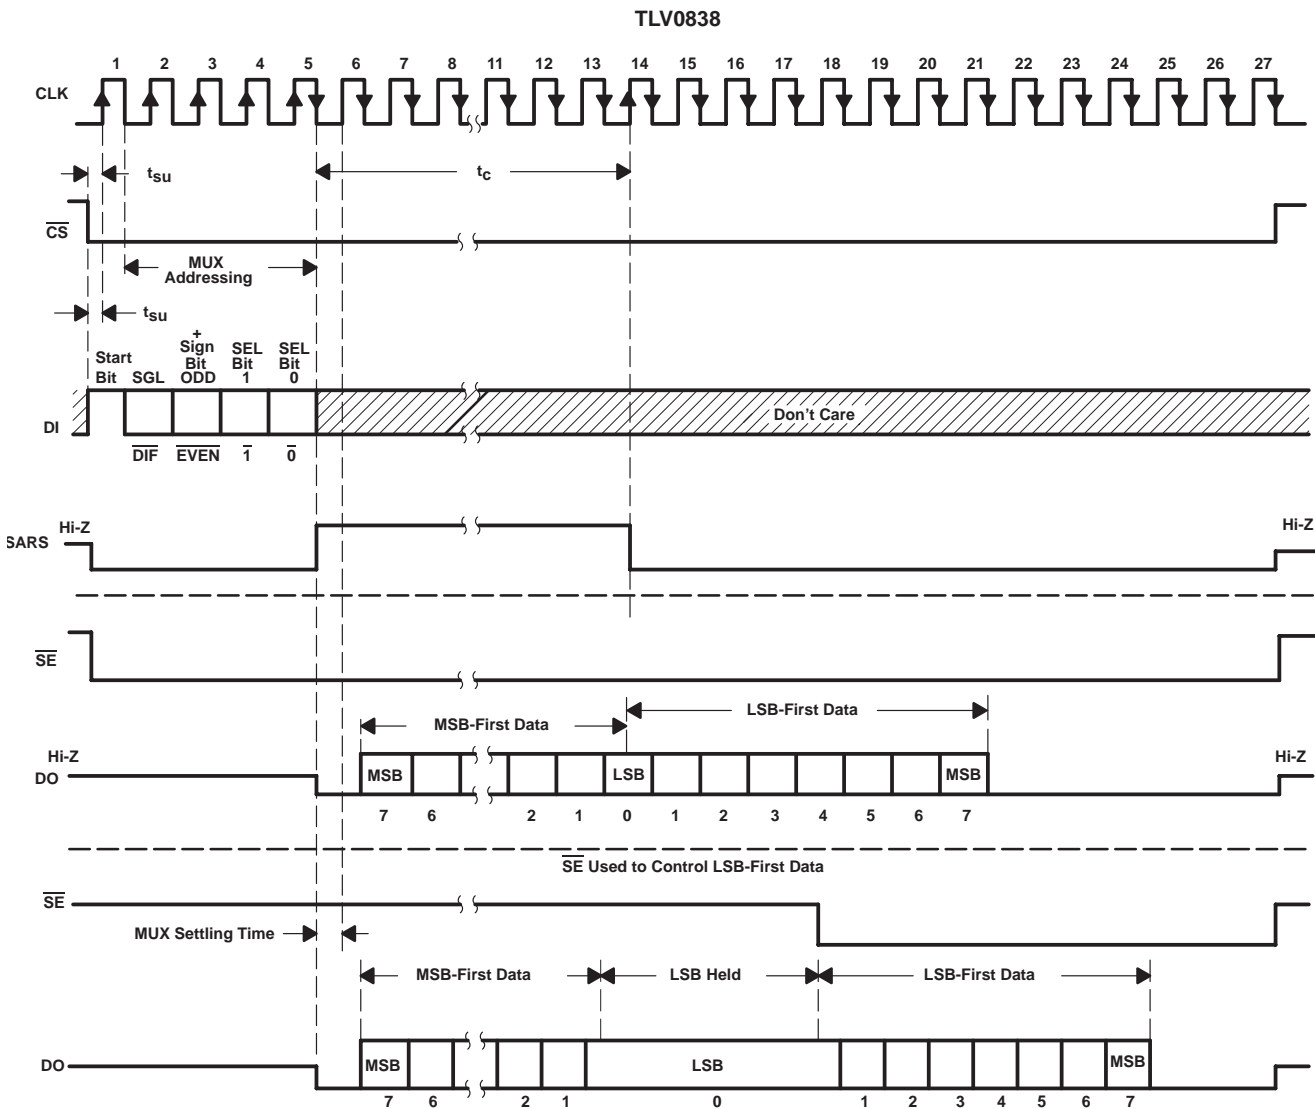 TLV0838
1 2 3 4 5 6 7 8 11 12 13 14 15 16 17 18 19 20 21 22 23 24 25 26 27
CLK
tsu
tc
CS
MUX
Addressing
tsu
Start
Bit
SGL
+
Sign
Bit
ODD
SEL
Bit
1
SEL
Bit
0
DI
Don't Care
DIF EVEN 1 0
Hi-Z
Hi-Z
SARS
SE
MSB-First Data
LSB-First Data
Hi-Z
Hi-Z
DO
MSB LSB MSB
7 6 2 1 0 1 2 3 4 5 6 7
SE Used to Control LSB-First Data
SE
MUX Settling Time
MSB-First Data
LSB Held
LSB-First Data
DO
MSB LSB MSB
7 6 2 1 0 1 2 3 4 5 6 7